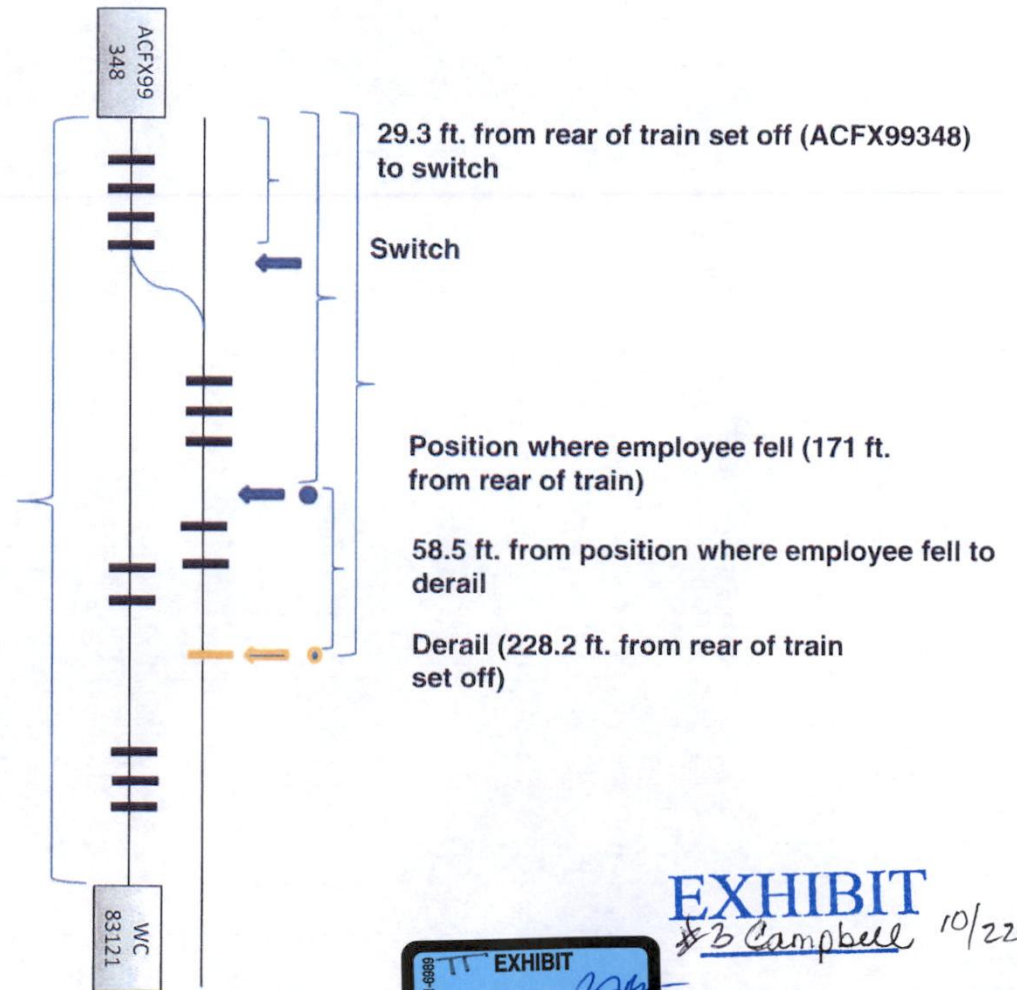 ACFX99
348
29.3 ft. from rear of train set off (ACFX99348)
to switch
Switch
Position where employee fell (171 ft.
from rear of train)
58.5 ft. from position where employee fell to
derail
Derail (228.2 ft. from rear of train
set off)
WC
83121
EXHIBIT
#3 Campbell 10/22
EXHIBIT